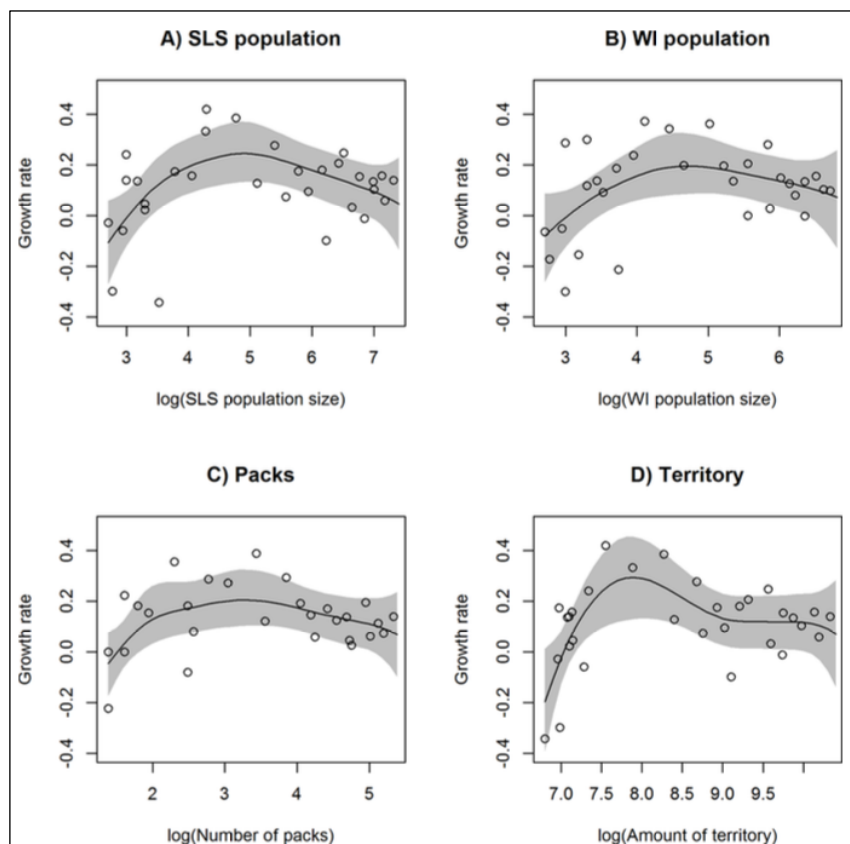 A) SLS population
B) WI population
Growth rate
0.4
0.2
0.0
-0.2
-0.4
3 4 5 6 7
log(SLS population size)
Growth rate
0.4
0.2
0.0
-0.2
-0.4
3 4 5 6
log(WI population size)
C) Packs
D) Territory
Growth rate
0.4
0.2
0.0
-0.2
-0.4
2 3 4 5
log(Number of packs)
Growth rate
0.4
0.2
0.0
-0.2
-0.4
7.0 7.5 8.0 8.5 9.0 9.5
log(Amount of territory)